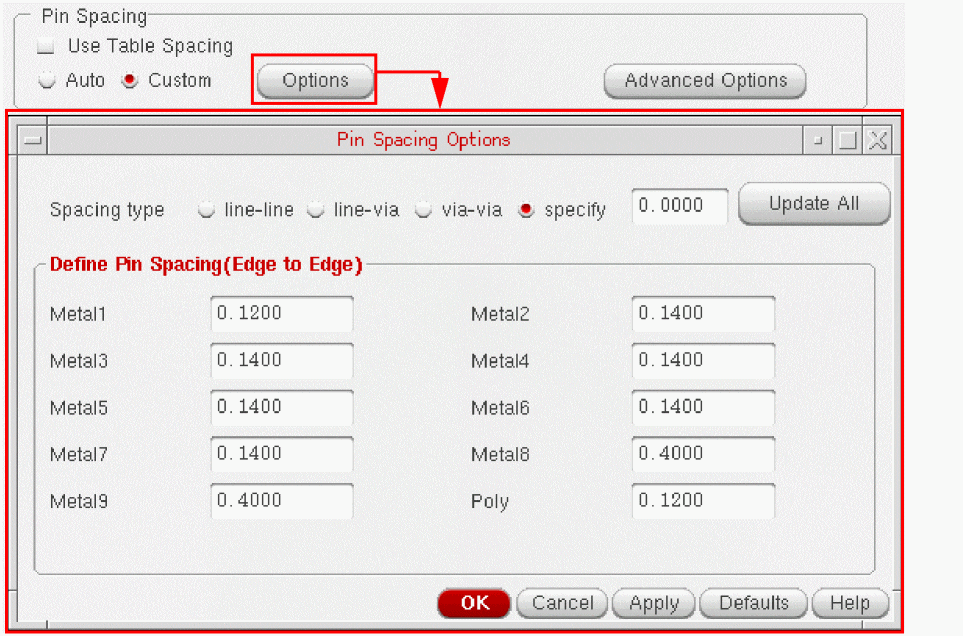 Pin Spacing
Use Table Spacing
Auto Custom Options Advanced Options
Pin Spacing Options
Spacing type line-line line-via via-via specify 0.0000 Update All
Define Pin Spacing(Edge to Edge)
Metal1 0.1200 Metal2 0.1400
Metal3 0.1400 Metal4 0.1400
Metal5 0.1400 Metal6 0.1400
Metal7 0.1400 Metal8 0.4000
Metal9 0.4000 Poly 0.1200
OK Cancel Apply Defaults Help